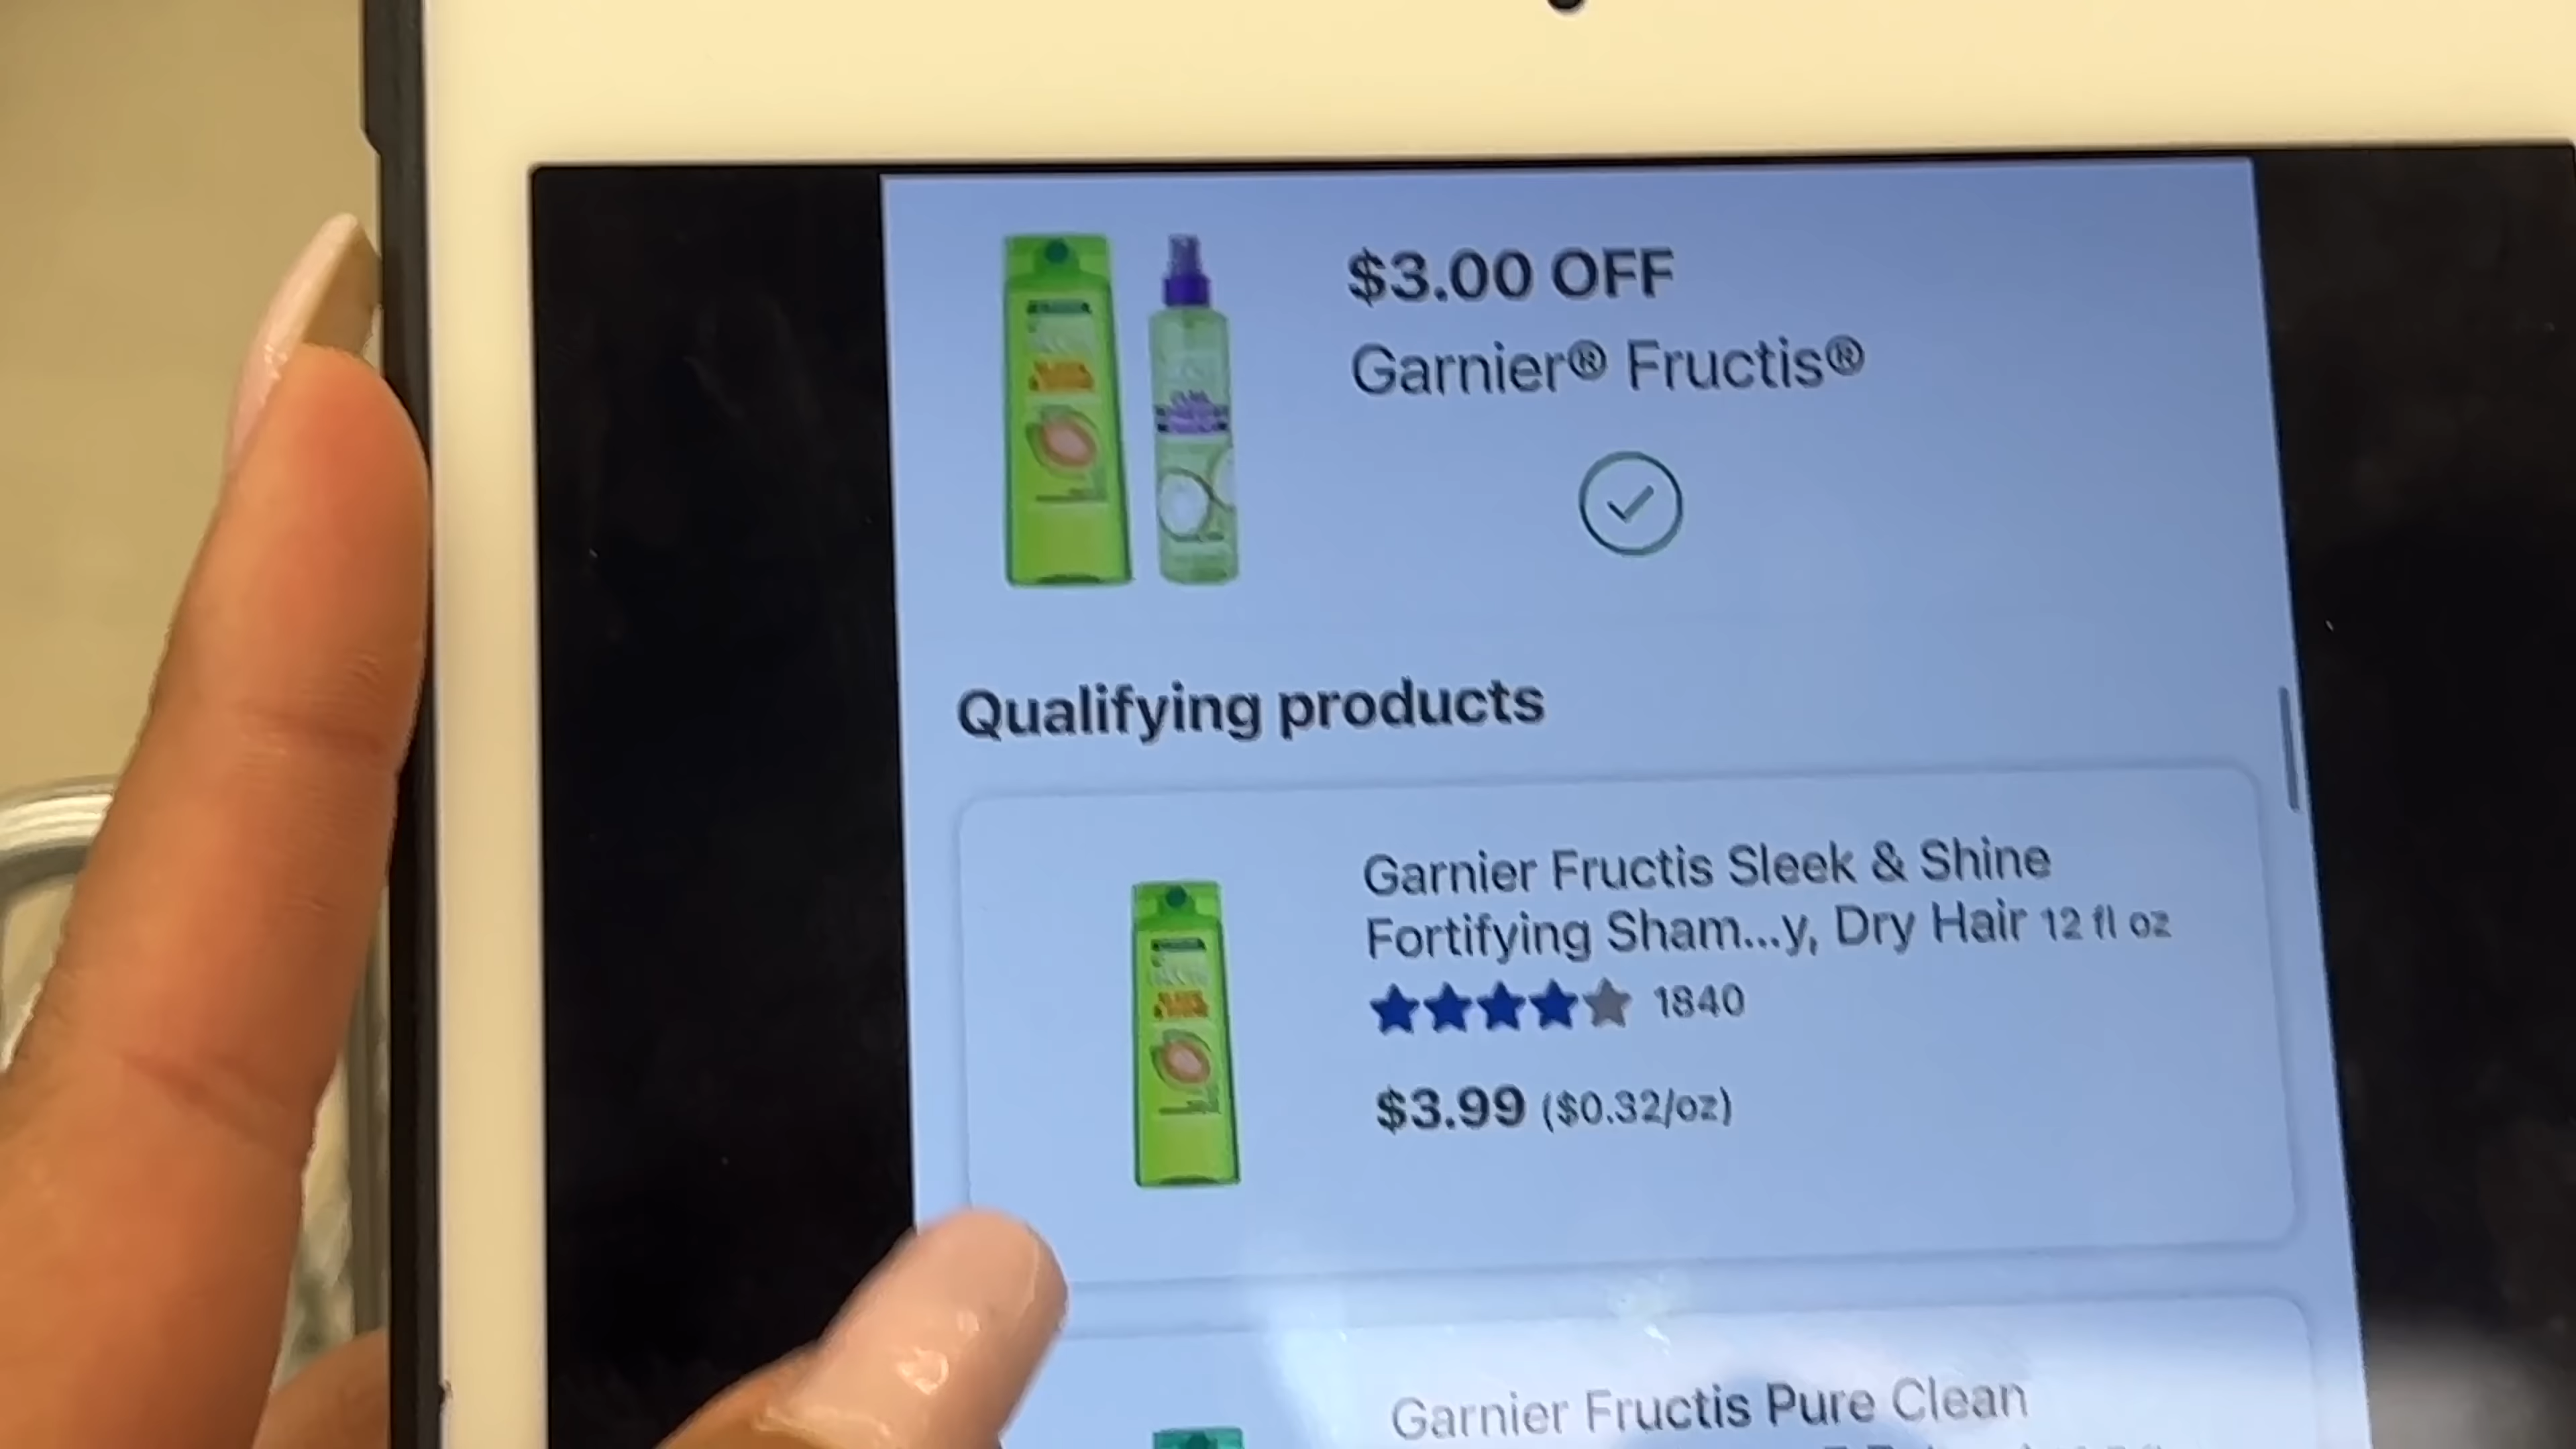 $3.00 OFF
Garnier® Fructis®
Qualifying products
Garnier Fructis Sleek & Shine
Fortifying Sham...y, Dry Hair 12 fl oz
1840
$3.99 ($0.32/oz)
Garnier Fructis Pure Clean